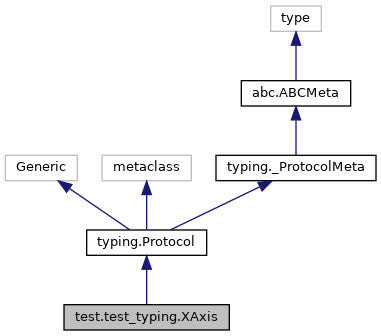 type
abc.ABCMeta
Generic
metaclass
typing._ProtocolMeta
typing.Protocol
test.test_typing.XAxis